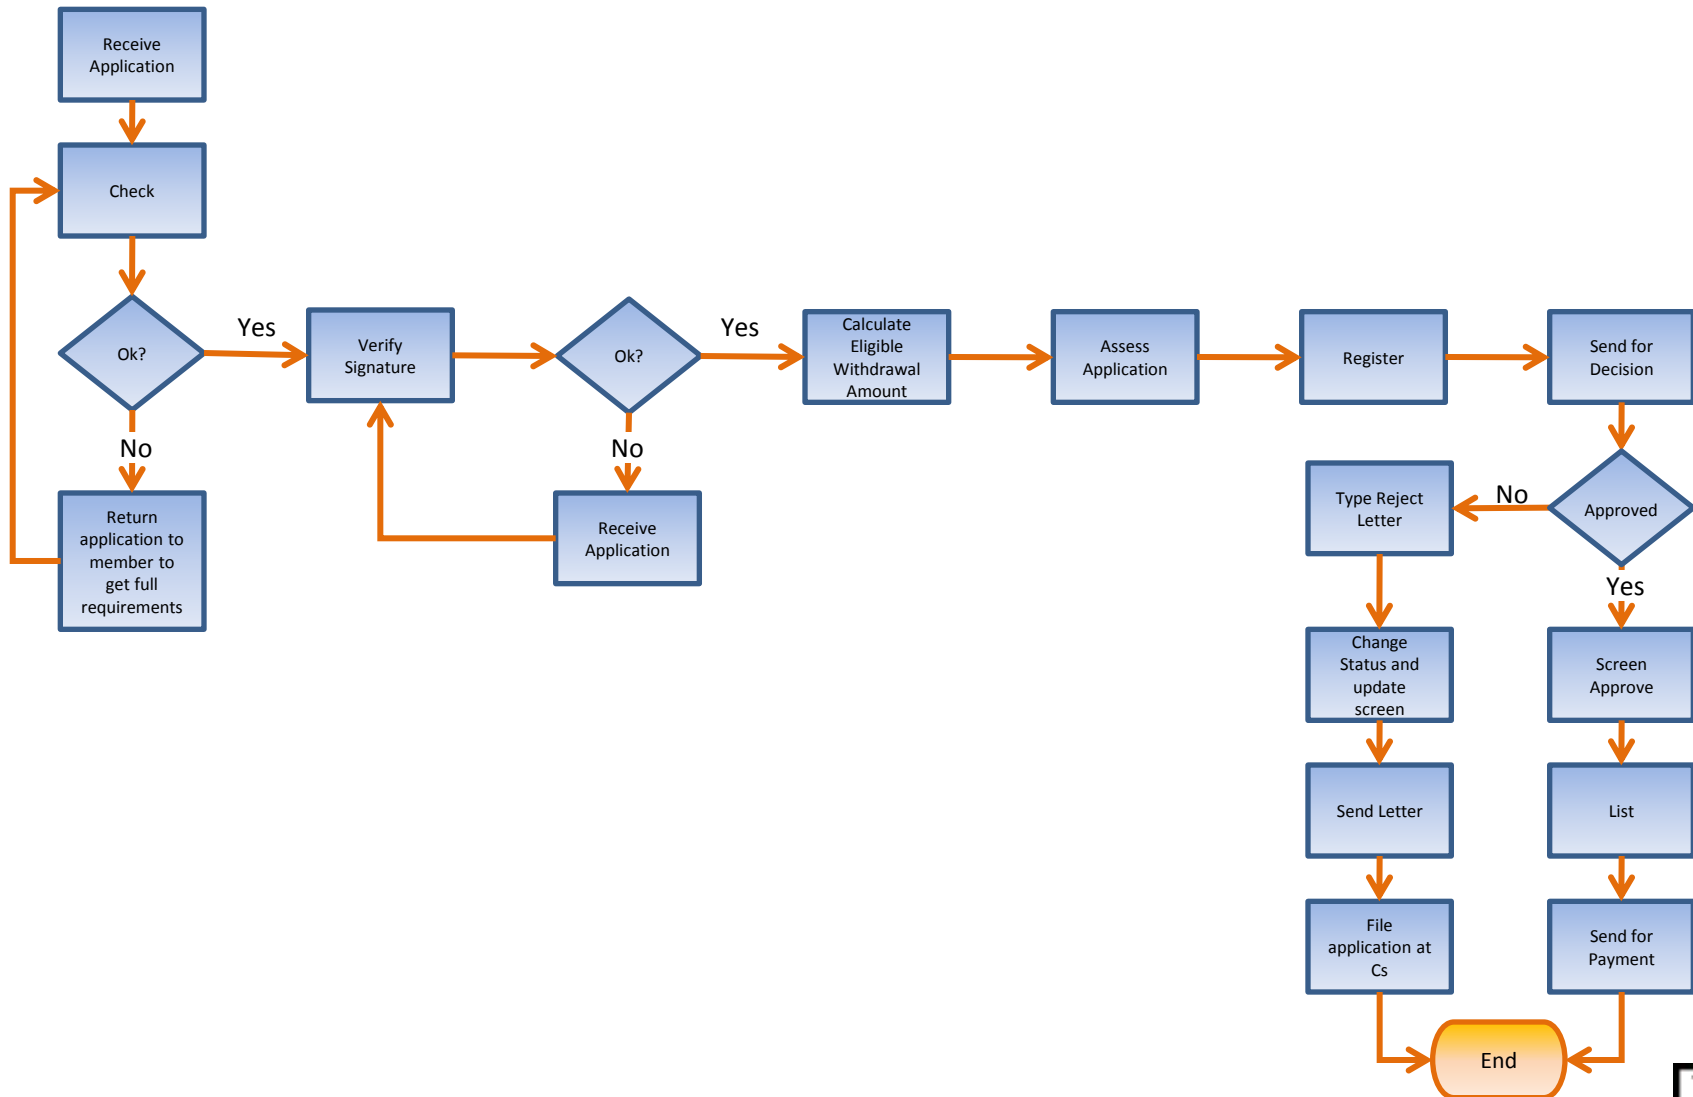 Receive
Application
Check
Ok?
Yes
No
Return
application to
member to
get full
requirements
Verify
Signature
Ok?
Yes
No
Receive
Application
Calculate
Eligible
Withdrawal
Amount
Assess
Application
Register
Send for
Decision
Approved
No
Yes
Type Reject
Letter
Change
Status and
update
screen
Send Letter
File
application at
Cs
Screen
Approve
List
Send for
Payment
End